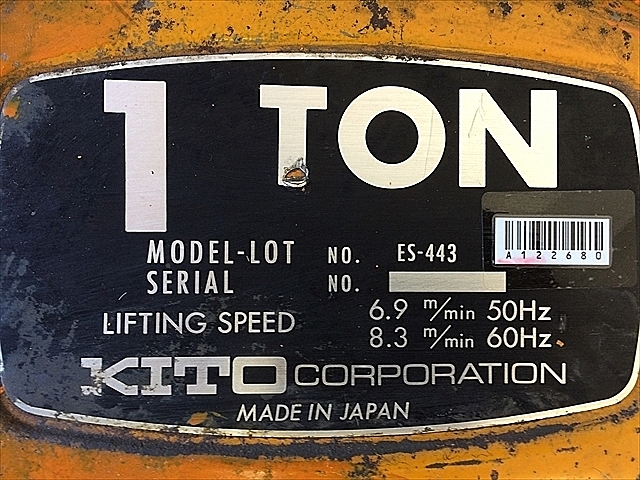 1 TON
MODEL-LOT NO. ES-443
A122680
SERIAL NO.
LIFTING SPEED 6.9 m/min 50Hz
8.3 m/min 60Hz
KITO CORPORATION
MADE IN JAPAN